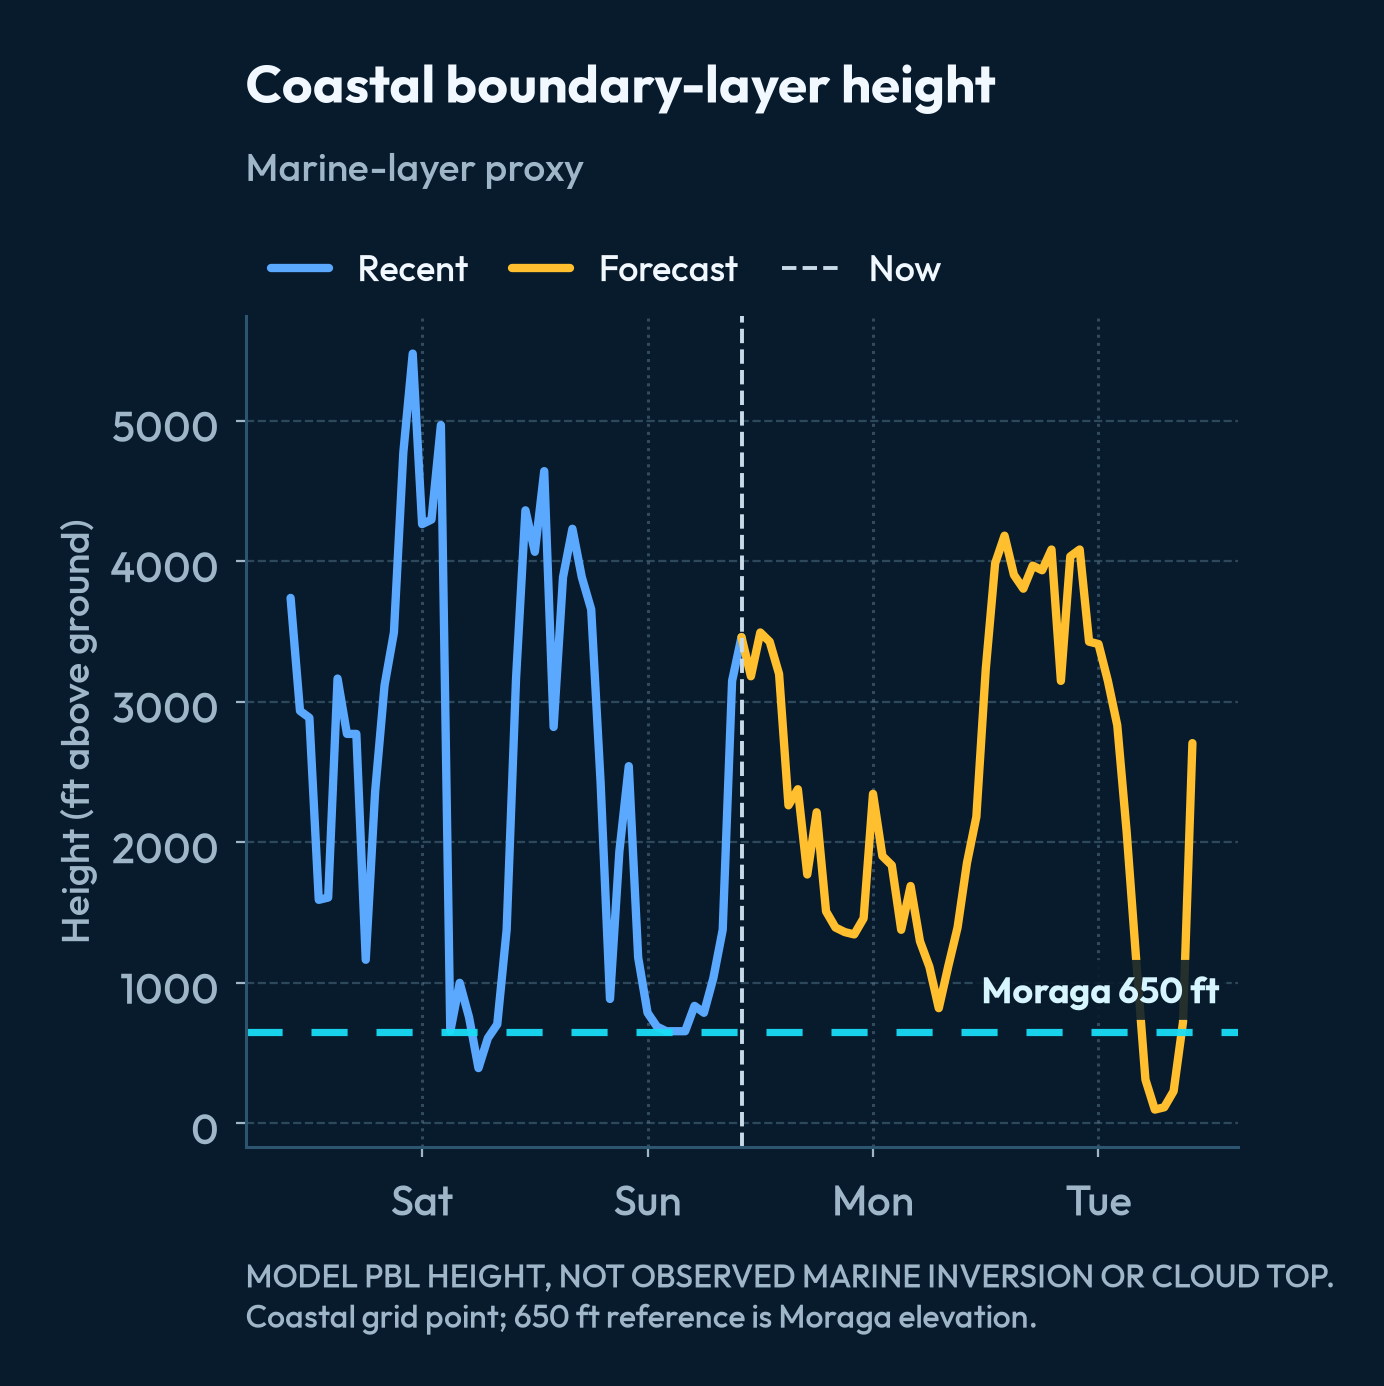 Coastal boundary-layer height
Marine-layer proxy
Recent
Forecast
Now
Height (ft above ground)
5000
4000
3000
2000
1000
0
Moraga 650 ft
Sat
Sun
Mon
Tue
MODEL PBL HEIGHT, NOT OBSERVED MARINE INVERSION OR CLOUD TOP.
Coastal grid point; 650 ft reference is Moraga elevation.